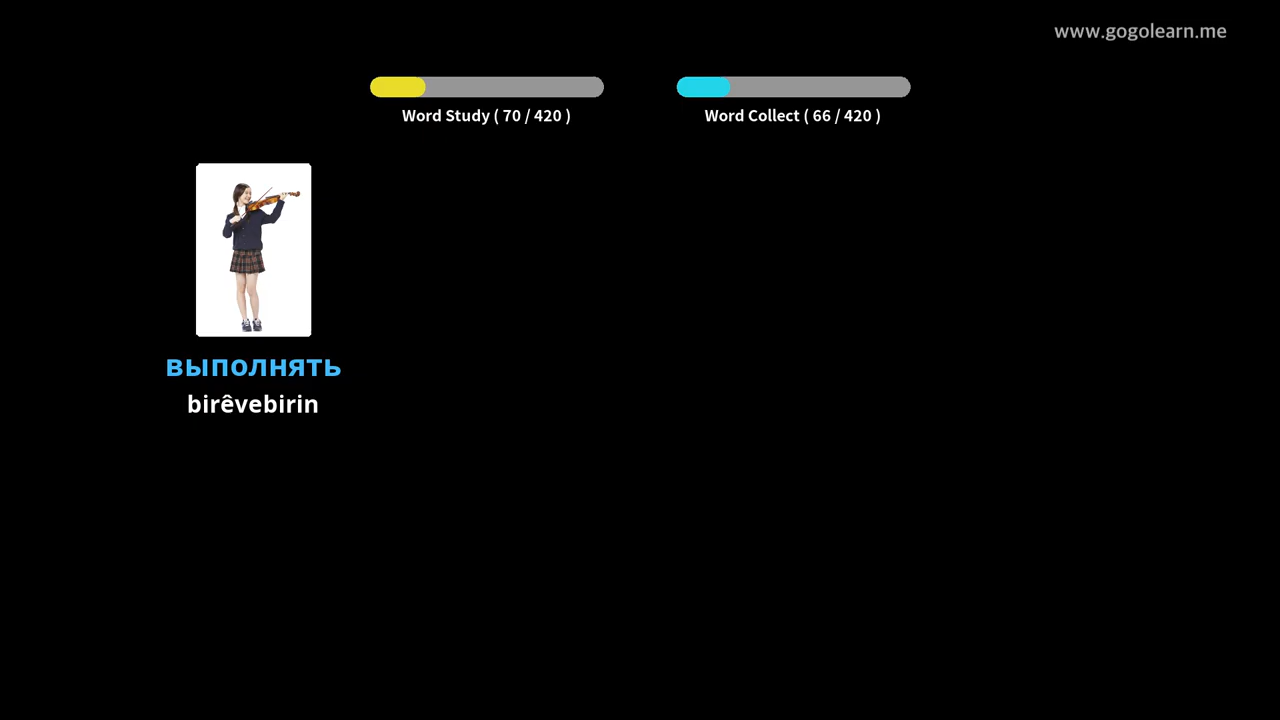 www.gogolearn.me
Word Study ( 70 / 420 )
Word Collect ( 66 / 420 )
выполнять
birêvebirin